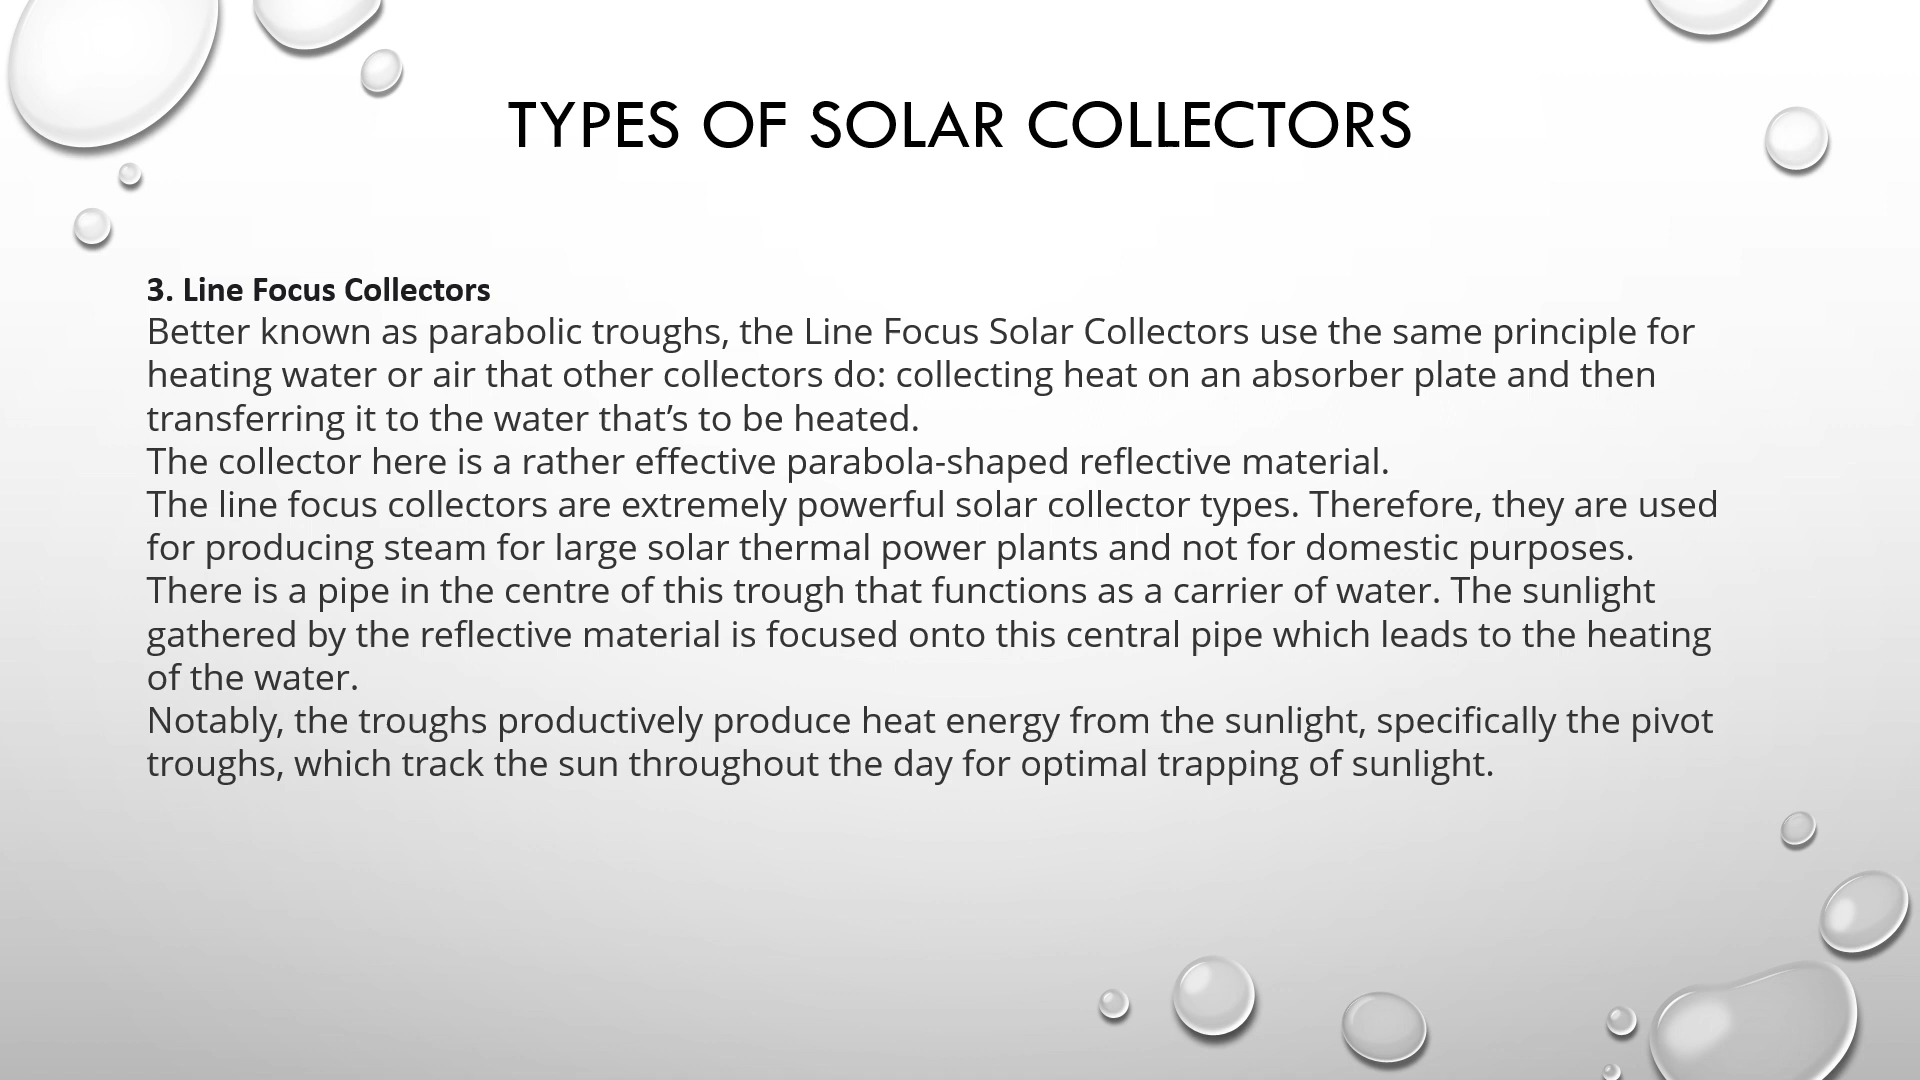 TYPES OF SOLAR COLLECTORS
3. Line Focus Collectors
Better known as parabolic troughs, the Line Focus Solar Collectors use the same principle for
heating water or air that other collectors do: collecting heat on an absorber plate and then
transferring it to the water that’s to be heated.
The collector here is a rather effective parabola-shaped reflective material.
The line focus collectors are extremely powerful solar collector types. Therefore, they are used
for producing steam for large solar thermal power plants and not for domestic purposes.
There is a pipe in the centre of this trough that functions as a carrier of water. The sunlight
gathered by the reflective material is focused onto this central pipe which leads to the heating
of the water.
Notably, the troughs productively produce heat energy from the sunlight, specifically the pivot
troughs, which track the sun throughout the day for optimal trapping of sunlight.